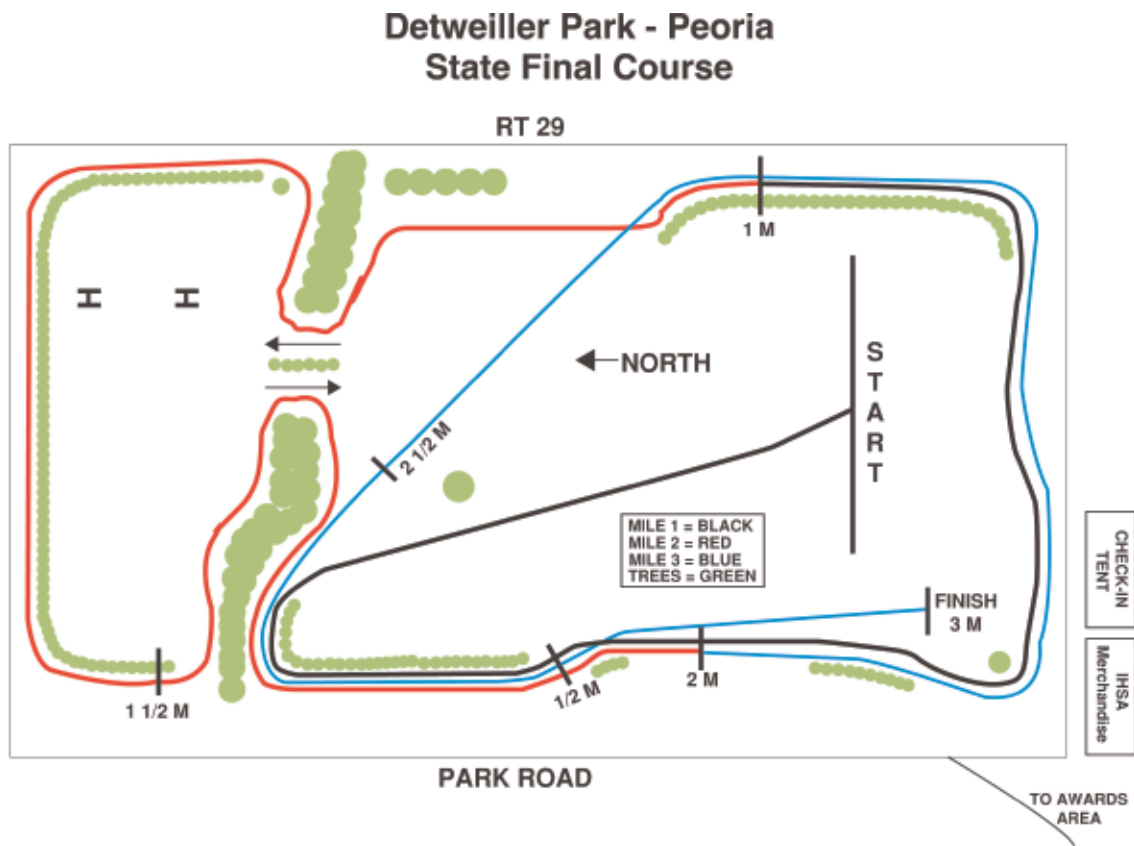 Detweiller Park - Peoria
State Final Course
RT 29
1 M
H
H
NORTH
START
2 1/2 M
MILE 1 = BLACK
MILE 2 = RED
MILE 3 = BLUE
TREES = GREEN
CHECK-IN
TENT
FINISH
3 M
1/2 M
2 M
1 1/2 M
IHSA
Merchandise
PARK ROAD
TO AWARDS
AREA